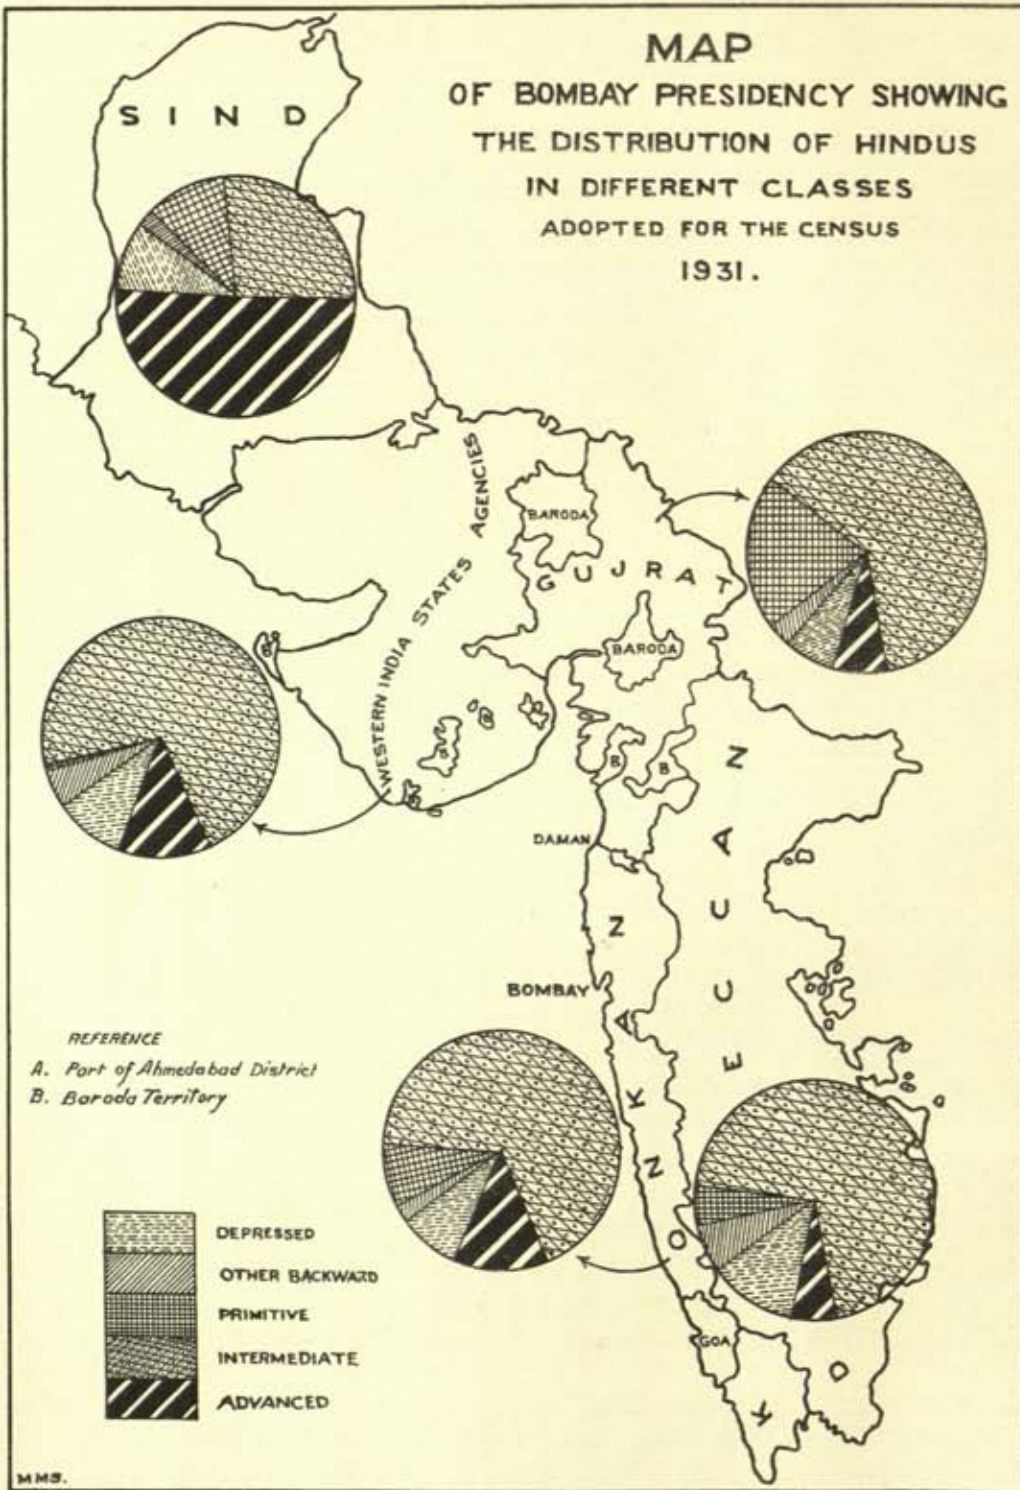 MAP
OF BOMBAY PRESIDENCY SHOWING
THE DISTRIBUTION OF HINDUS
IN DIFFERENT CLASSES
ADOPTED FOR THE CENSUS
1931.
SIND
WESTERN INDIA STATES AGENCIES
BARODA
GUJRAT
BARODA
B
B
B
B
DECCAN
DAMAN
BOMBAY
KONKAN
GOA
K
D
REFERENCE
A. Part of Ahmedabad District
B. Baroda Territory
DEPRESSED
OTHER BACKWARD
PRIMITIVE
INTERMEDIATE
ADVANCED
MMS.